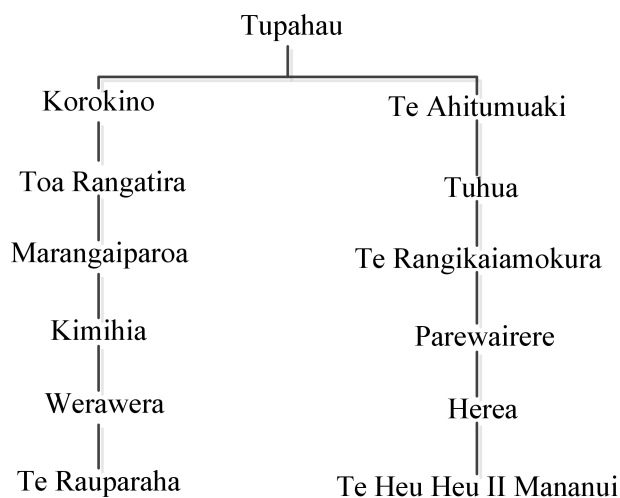 Tupahau
Korokino
Te Ahitumuaki
Toa Rangatira
Tuhua
Marangaiparoa
Te Rangikaiamokura
Kimihia
Parewairere
Werawera
Herea
Te Rauparaha
Te Heu Heu II Mananui